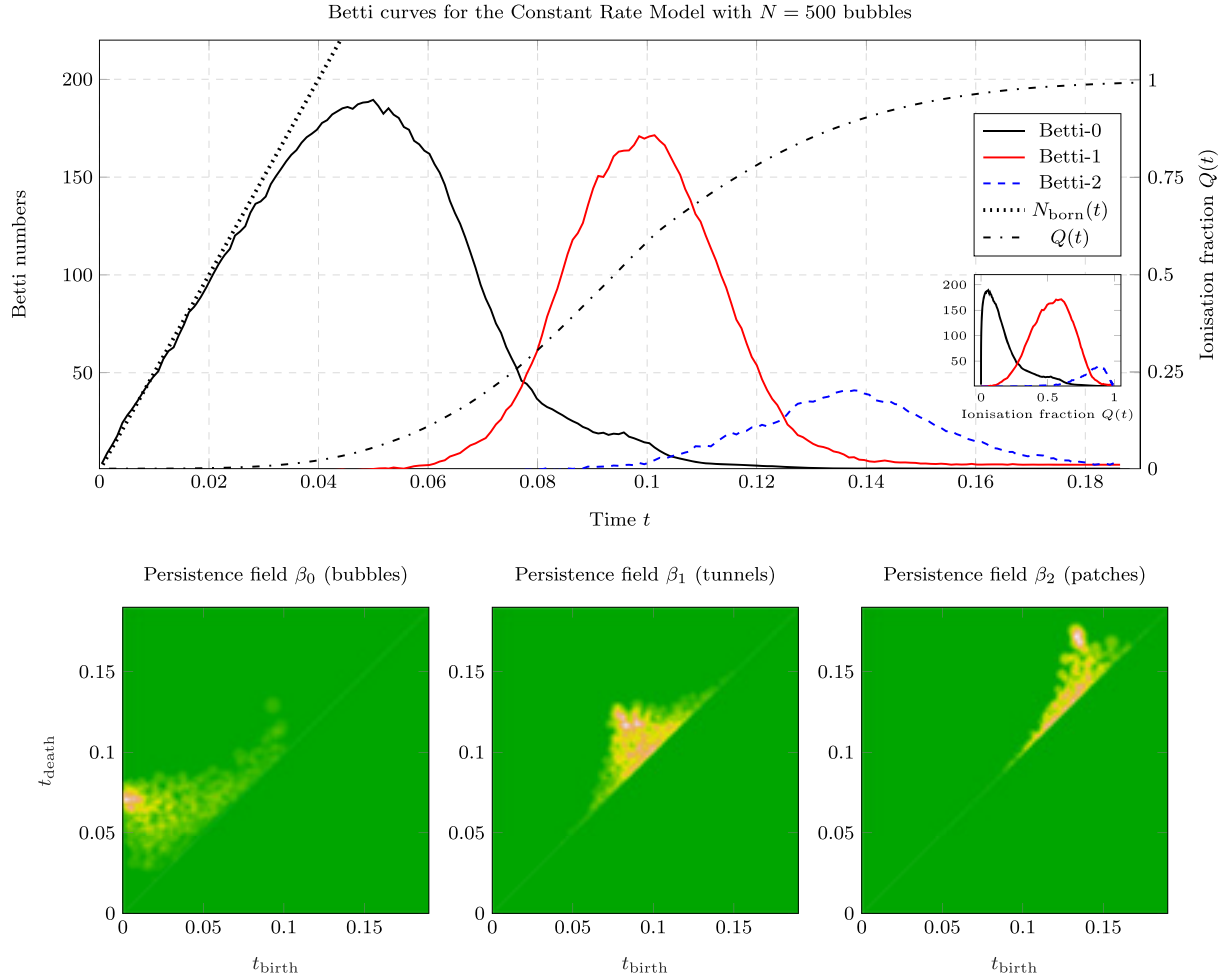 Betti curves for the Constant Rate Model with N = 500 bubbles
Betti numbers
200
150
100
50
0 0.02 0.04 0.06 0.08 0.1 0.12 0.14 0.16 0.18
Time t
1
0.75
0.5
0.25
0
Ionisation fraction Q(t)
Betti-0
Betti-1
Betti-2
N_born(t)
Q(t)
200
150
100
50
0 0.5 1
Ionisation fraction Q(t)
Persistence field β₀ (bubbles)
t_death
0.15
0.1
0.05
0
0 0.05 0.1 0.15
t_birth
Persistence field β₁ (tunnels)
0.15
0.1
0.05
0
0 0.05 0.1 0.15
t_birth
Persistence field β₂ (patches)
0.15
0.1
0.05
0
0 0.05 0.1 0.15
t_birth